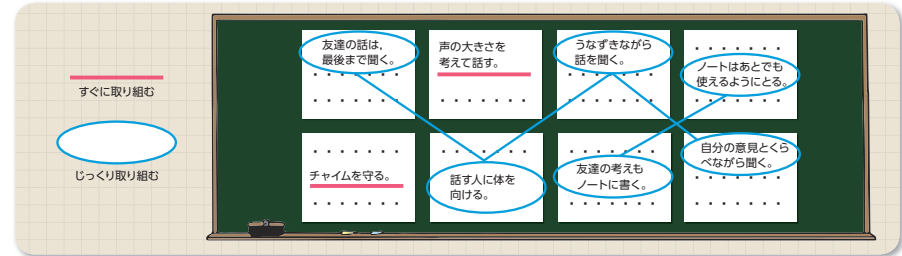 すぐに取り組む
じっくり取り組む
友達の話は，
最後まで聞く。
声の大きさを
考えて話す。
うなずきながら
話を聞く。
ノートはあとでも
使えるようにとる。
チャイムを守る。
話す人に体を
向ける。
友達の考えも
ノートに書く。
自分の意見とくら
べながら聞く。